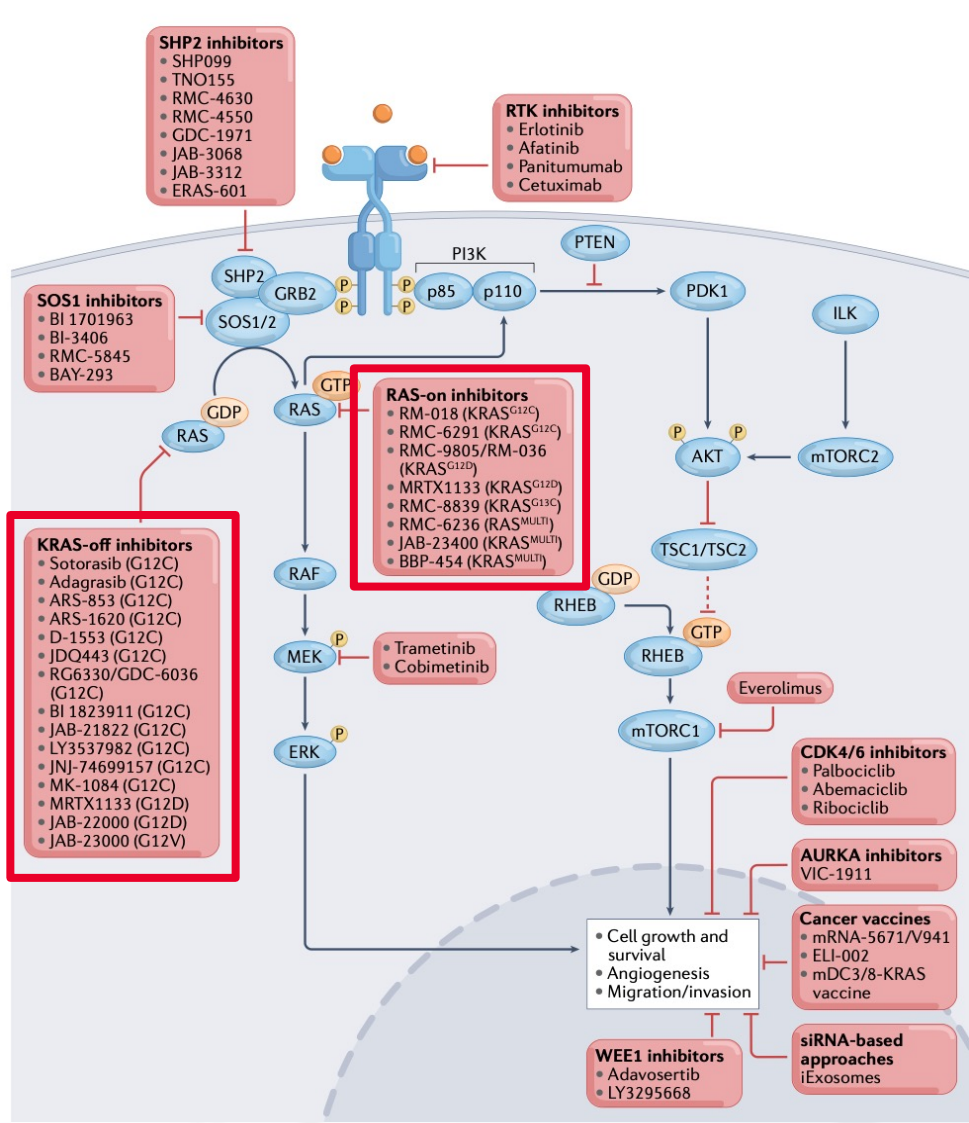 SHP2 inhibitors
• SHP099
• TNO155
• RMC-4630
• RMC-4550
• GDC-1971
• JAB-3068
• JAB-3312
• ERAS-601
RTK inhibitors
• Erlotinib
• Afatinib
• Panitumumab
• Cetuximab
PTEN
PI3K
SHP2
GRB2
P
P
P
P
p85
p110
PDK1
ILK
SOS1 inhibitors
• BI 1701963
• BI-3406
• RMC-5845
• BAY-293
SOS1/2
GDP
RAS
GTP
RAS
RAS-on inhibitors
• RM-018 (KRASG12C)
• RMC-6291 (KRASG12C)
• RMC-9805/RM-036
(KRASG12D)
• MRTX1133 (KRASG12D)
• RMC-8839 (KRASG13C)
• RMC-6236 (RASMULTI)
• JAB-23400 (KRASMULTI)
• BBP-454 (KRASMULTI)
P
P
AKT
mTORC2
TSC1/TSC2
KRAS-off inhibitors
• Sotorasib (G12C)
• Adagrasib (G12C)
• ARS-853 (G12C)
• ARS-1620 (G12C)
• D-1553 (G12C)
• JDQ443 (G12C)
• RG6330/GDC-6036
(G12C)
• BI 1823911 (G12C)
• JAB-21822 (G12C)
• LY3537982 (G12C)
• JNJ-74699157 (G12C)
• MK-1084 (G12C)
• MRTX1133 (G12D)
• JAB-22000 (G12D)
• JAB-23000 (G12V)
RAF
GDP
RHEB
GTP
RHEB
MEK
P
• Trametinib
• Cobimetinib
Everolimus
mTORC1
ERK
P
CDK4/6 inhibitors
• Palbociclib
• Abemaciclib
• Ribociclib
AURKA inhibitors
VIC-1911
Cancer vaccines
• mRNA-5671/V941
• ELI-002
• mDC3/8-KRAS
vaccine
• Cell growth and
survival
• Angiogenesis
• Migration/invasion
WEE1 inhibitors
• Adavosertib
• LY3295668
siRNA-based
approaches
iExosomes